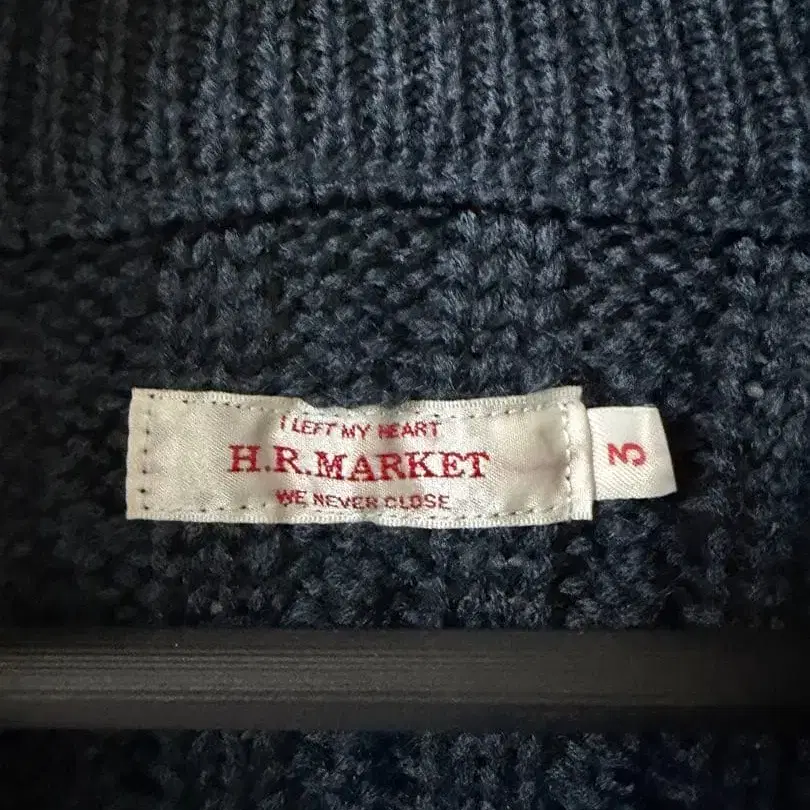 I LEFT MY HEART
H.R.MARKET
WE NEVER CLOSE
3